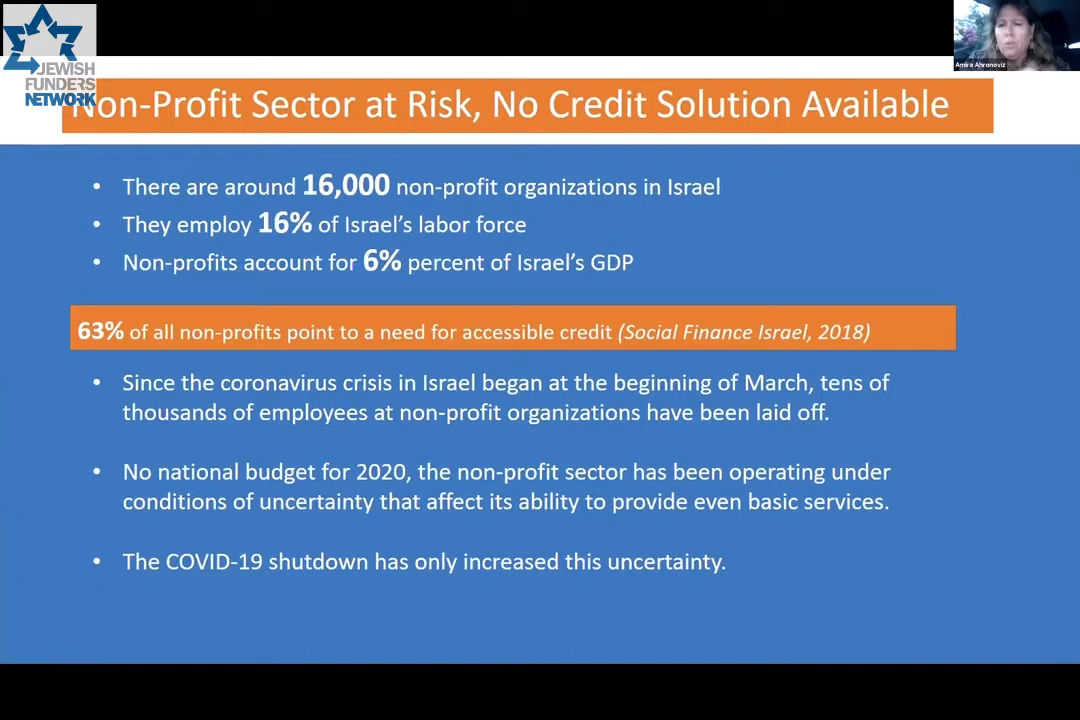 JEWISH
FUNDERS
NETWORK
Amira Ahronoviz
Non-Profit Sector at Risk, No Credit Solution Available
• There are around 16,000 non-profit organizations in Israel
• They employ 16% of Israel's labor force
• Non-profits account for 6% percent of Israel's GDP
63% of all non-profits point to a need for accessible credit (Social Finance Israel, 2018)
• Since the coronavirus crisis in Israel began at the beginning of March, tens of
thousands of employees at non-profit organizations have been laid off.
• No national budget for 2020, the non-profit sector has been operating under
conditions of uncertainty that affect its ability to provide even basic services.
• The COVID-19 shutdown has only increased this uncertainty.